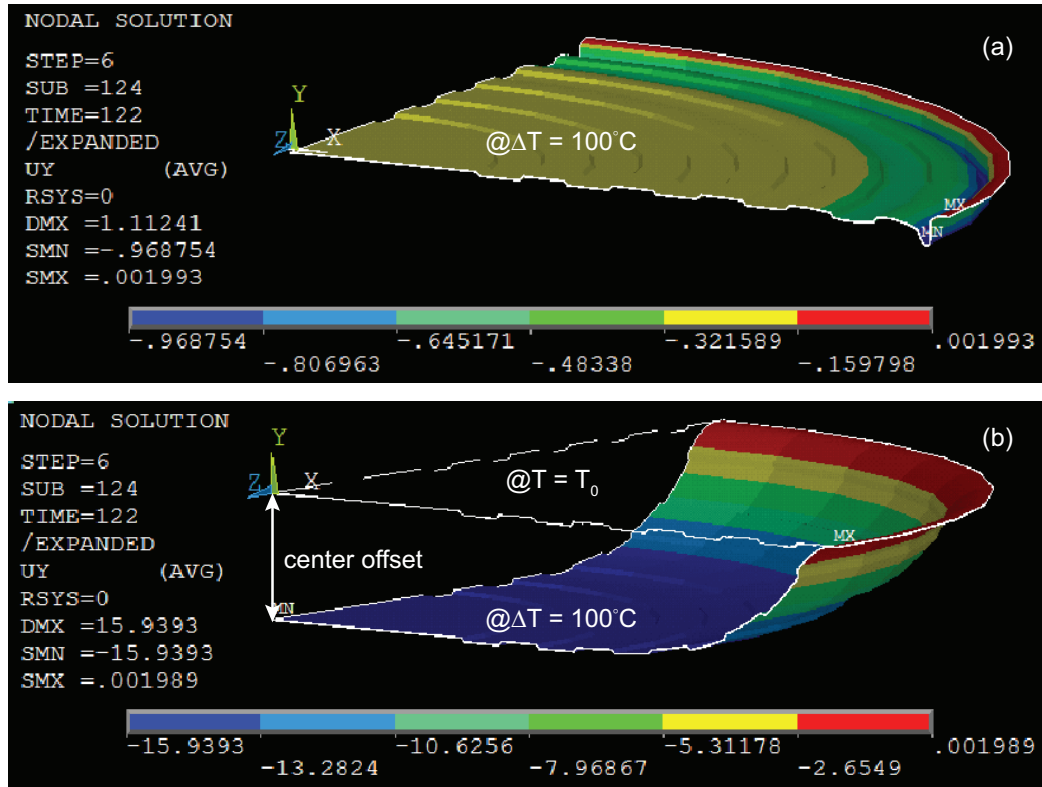 NODAL SOLUTION
(a)
STEP=6
SUB =124
TIME=122
/EXPANDED
UY (AVG)
RSYS=0
DMX =1.11241
SMN =-.968754
SMX =.001993
Y
Z
X
@ΔT = 100°C
MX
MN
-.968754 -.645171 -.321589 .001993
-.806963 -.48338 -.159798
NODAL SOLUTION
(b)
STEP=6
SUB =124
TIME=122
/EXPANDED
UY (AVG)
RSYS=0
DMX =15.9393
SMN =-15.9393
SMX =.001989
Y
Z
X
@T = T₀
MX
center offset
MN
@ΔT = 100°C
-15.9393 -10.6256 -5.31178 .001989
-13.2824 -7.96867 -2.6549